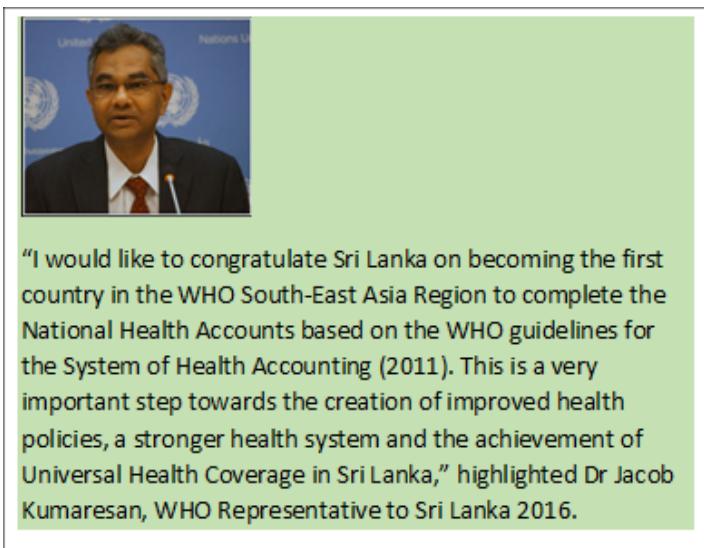 United
Nations U
“I would like to congratulate Sri Lanka on becoming the first
country in the WHO South-East Asia Region to complete the
National Health Accounts based on the WHO guidelines for
the System of Health Accounting (2011). This is a very
important step towards the creation of improved health
policies, a stronger health system and the achievement of
Universal Health Coverage in Sri Lanka,” highlighted Dr Jacob
Kumaresan, WHO Representative to Sri Lanka 2016.